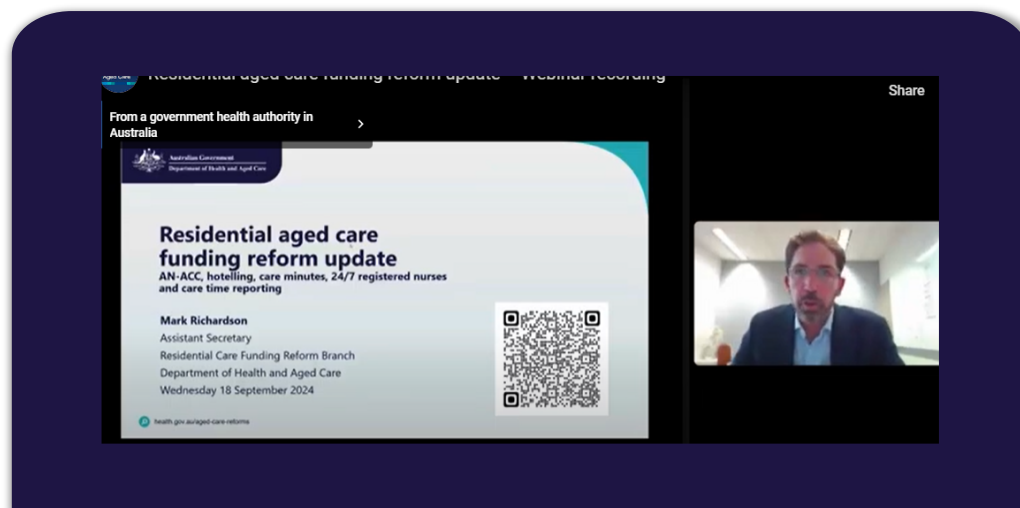 Residential aged care funding reform update – Webinar recording
Share
From a government health authority in
Australia
Australian Government
Department of Health and Aged Care
Residential aged care
funding reform update
AN-ACC, hotelling, care minutes, 24/7 registered nurses
and care time reporting
Mark Richardson
Assistant Secretary
Residential Care Funding Reform Branch
Department of Health and Aged Care
Wednesday 18 September 2024
health.gov.au/aged-care-reforms